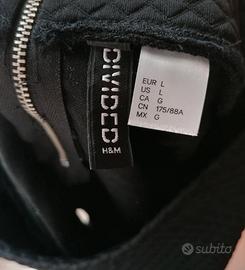 DIVIDED
H&M
EUR L
US L
CA G
CN 175/88A
MX G
subito